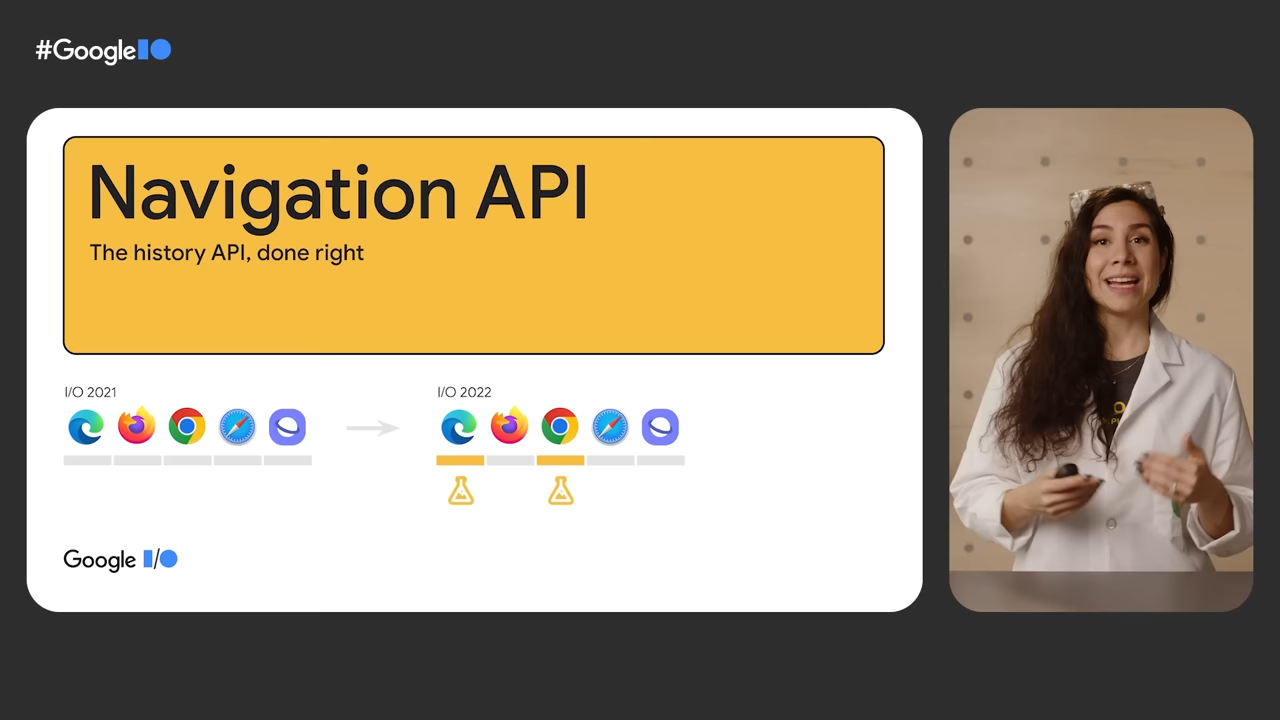 #GoogleIO
Navigation API
The history API, done right
I/O 2021
I/O 2022
Google I/O